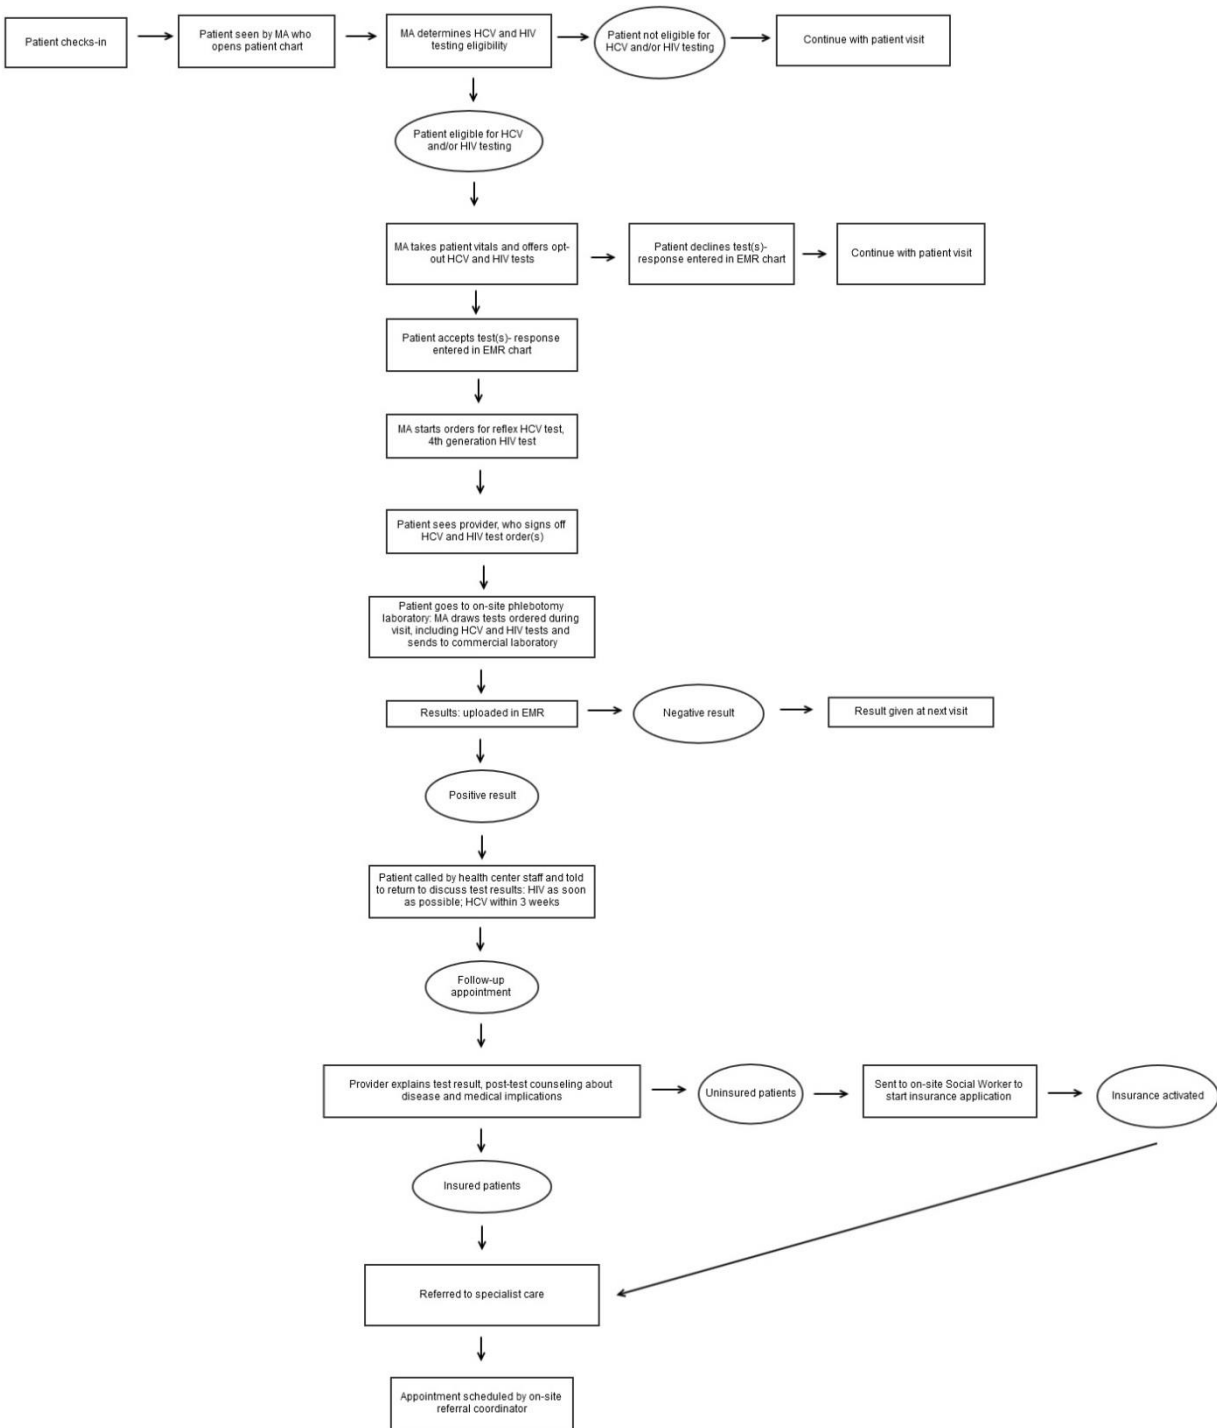 Patient checks-in
Patient seen by MA who
opens patient chart
MA determines HCV and HIV
testing eligibility
Patient not eligible for
HCV and/or HIV testing
Continue with patient visit
Patient eligible for HCV
and/or HIV testing
MA takes patient vitals and offers opt-
out HCV and HIV tests
Patient declines test(s)-
response entered in EMR chart
Continue with patient visit
Patient accepts test(s)- response
entered in EMR chart
MA starts orders for reflex HCV test,
4th generation HIV test
Patient sees provider, who signs off
HCV and HIV test order(s)
Patient goes to on-site phlebotomy
laboratory: MA draws tests ordered during
visit, including HCV and HIV tests and
sends to commercial laboratory
Results: uploaded in EMR
Negative result
Result given at next visit
Positive result
Patient called by health center staff and told
to return to discuss test results: HIV as soon
as possible; HCV within 3 weeks
Follow-up
appointment
Provider explains test result, post-test counseling about
disease and medical implications
Uninsured patients
Sent to on-site Social Worker to
start insurance application
Insurance activated
Insured patients
Referred to specialist care
Appointment scheduled by on-site
referral coordinator